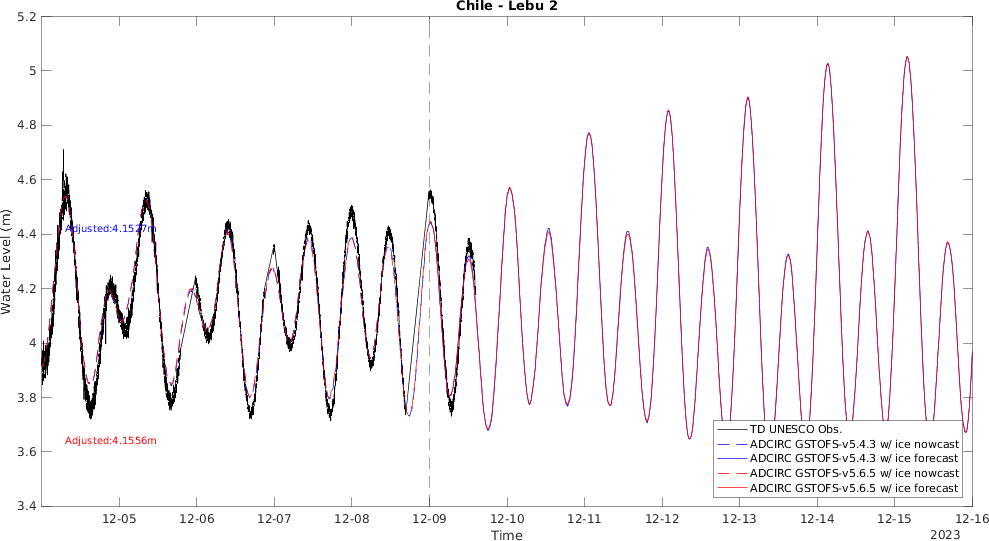 Chile - Lebu 2
5.2
5
4.8
4.6
4.4
4.2
4
3.8
3.6
3.4
Water Level (m)
Adjusted:4.1527m
Adjusted:4.1556m
TD UNESCO Obs.
ADCIRC GSTOFS-v5.4.3 w/ ice nowcast
ADCIRC GSTOFS-v5.4.3 w/ ice forecast
ADCIRC GSTOFS-v5.6.5 w/ ice nowcast
ADCIRC GSTOFS-v5.6.5 w/ ice forecast
12-05 12-06 12-07 12-08 12-09 12-10 12-11 12-12 12-13 12-14 12-15 12-16
Time
2023